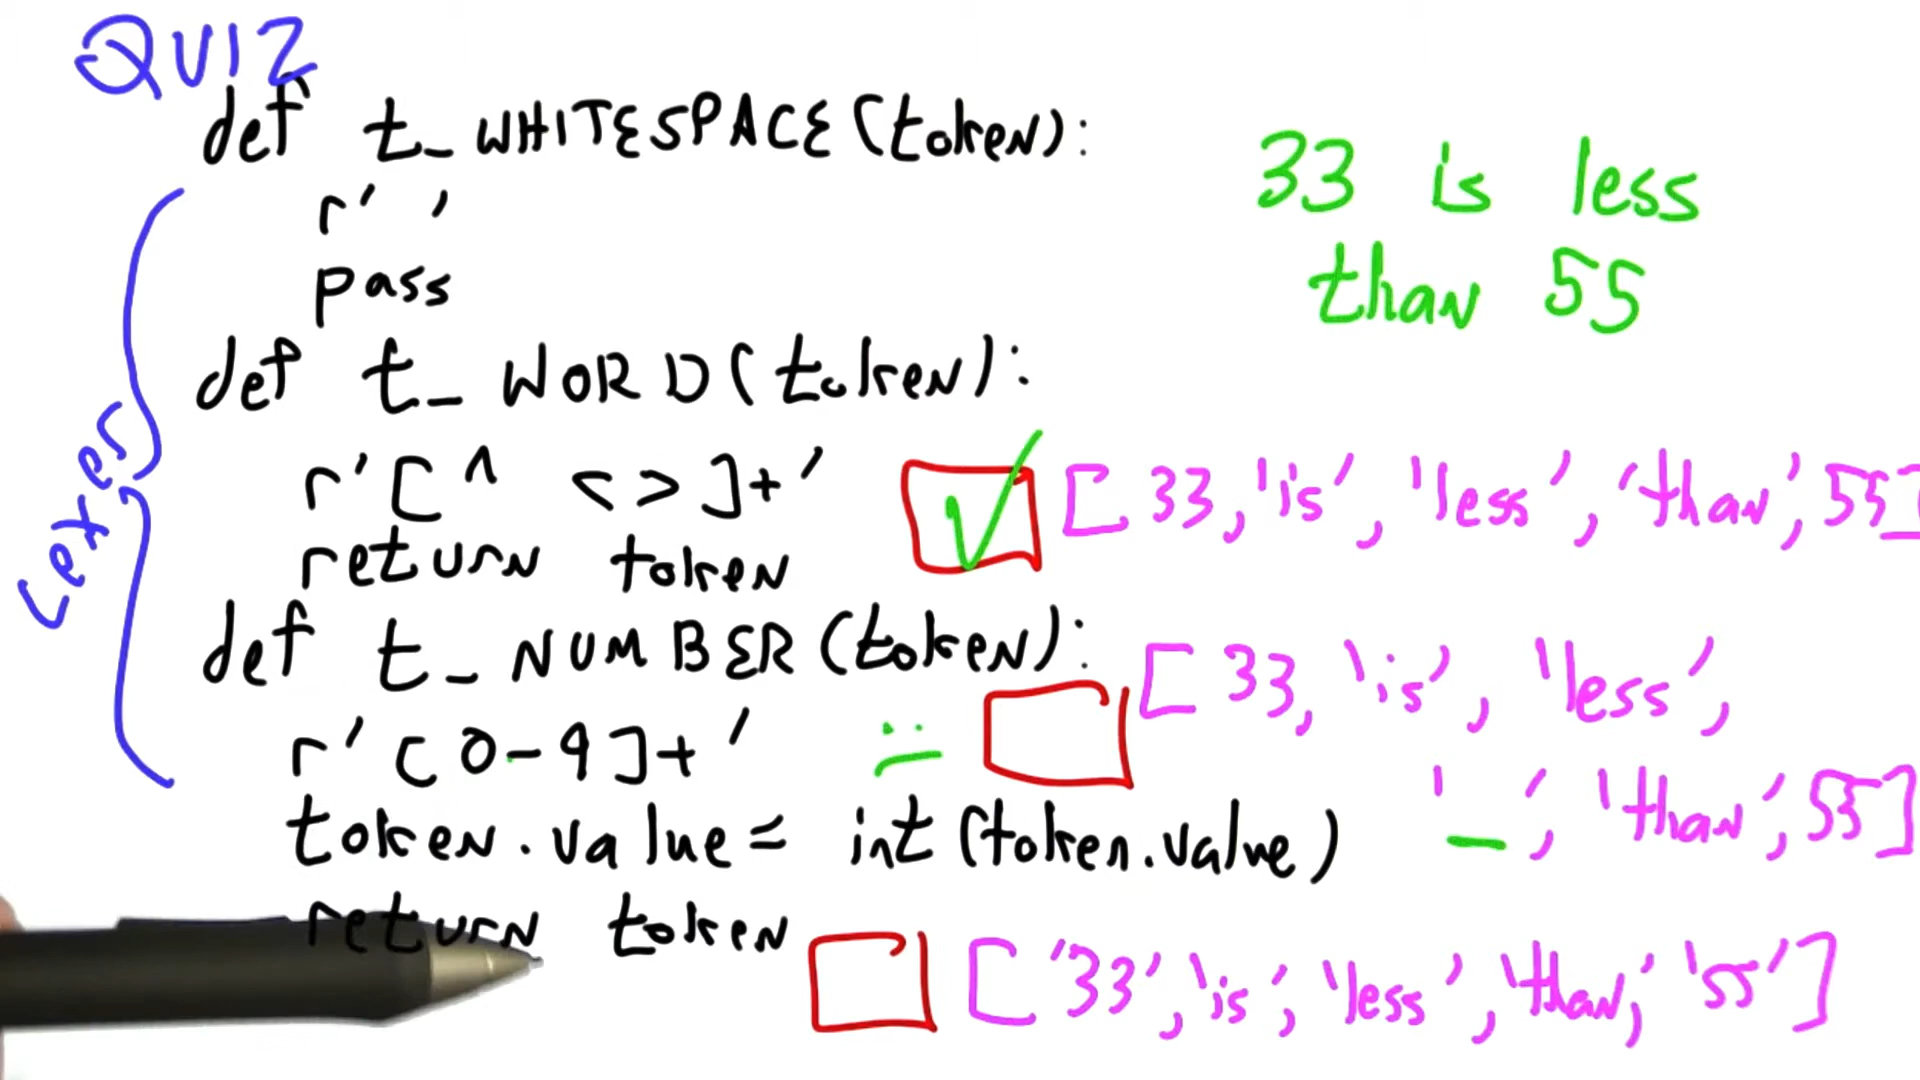 QUIZ
def t_WHITESPACE(token):
r' '
pass
def t_WORD(token):
r'[^ <>]+'
return token
def t_NUMBER(token):
r'[0-9]+'
token.value = int(token.value)
return token
Lexer
33 is less
than 55
[33, 'is', 'less', 'than', 55]
[33, 'is', 'less',
'_', 'than', 55]
['33', 'is', 'less', 'than', '55']